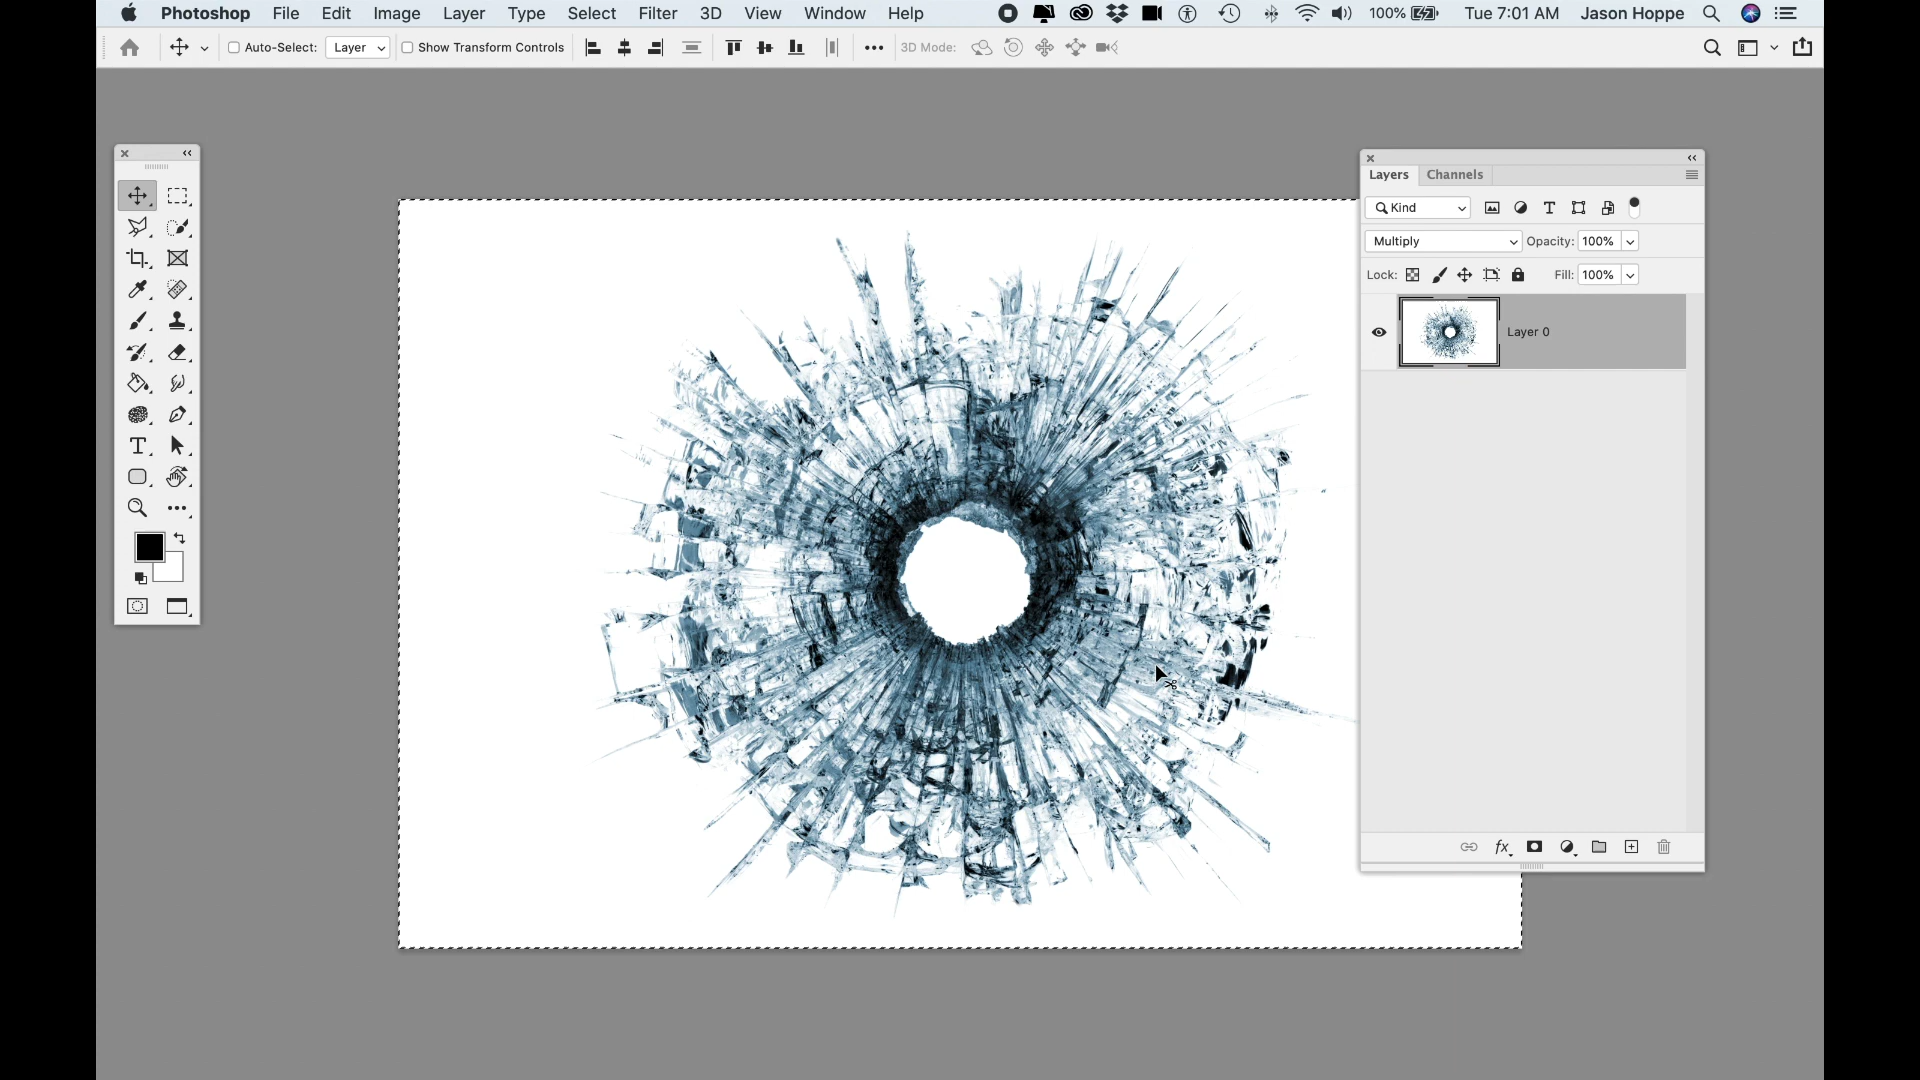 Photoshop File Edit Image Layer Type Select Filter 3D View Window Help 100% Tue 7:01 AM Jason Hoppe
Auto-Select: Layer Show Transform Controls 3D Mode:
Layers Channels
Kind
Multiply Opacity: 100%
Lock: Fill: 100%
Layer 0